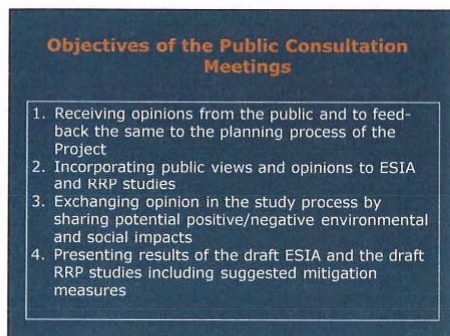 Objectives of the Public Consultation
Meetings
1. Receiving opinions from the public and to feed-
back the same to the planning process of the
Project
2. Incorporating public views and opinions to ESIA
and RRP studies
3. Exchanging opinion in the study process by
sharing potential positive/negative environmental
and social impacts
4. Presenting results of the draft ESIA and the draft
RRP studies including suggested mitigation
measures